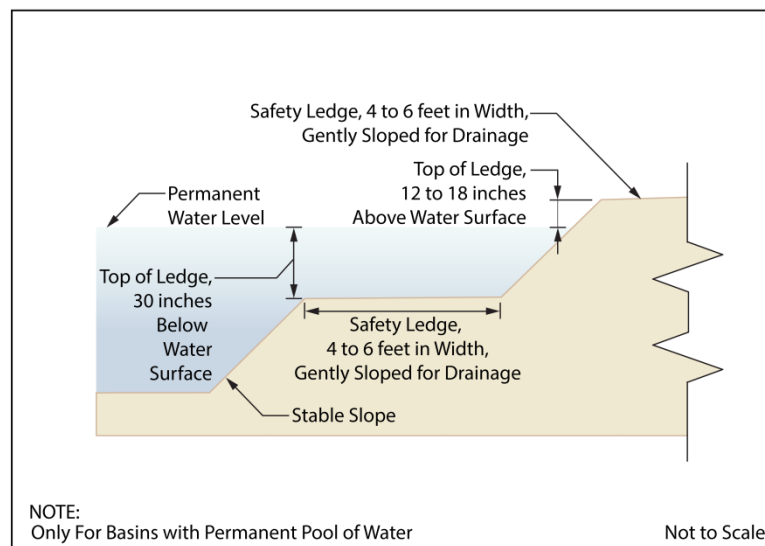 Safety Ledge, 4 to 6 feet in Width,
Gently Sloped for Drainage
Top of Ledge,
12 to 18 inches
Above Water Surface
Permanent
Water Level
Top of Ledge,
30 inches
Below
Water
Surface
Safety Ledge,
4 to 6 feet in Width,
Gently Sloped for Drainage
Stable Slope
NOTE:
Only For Basins with Permanent Pool of Water
Not to Scale